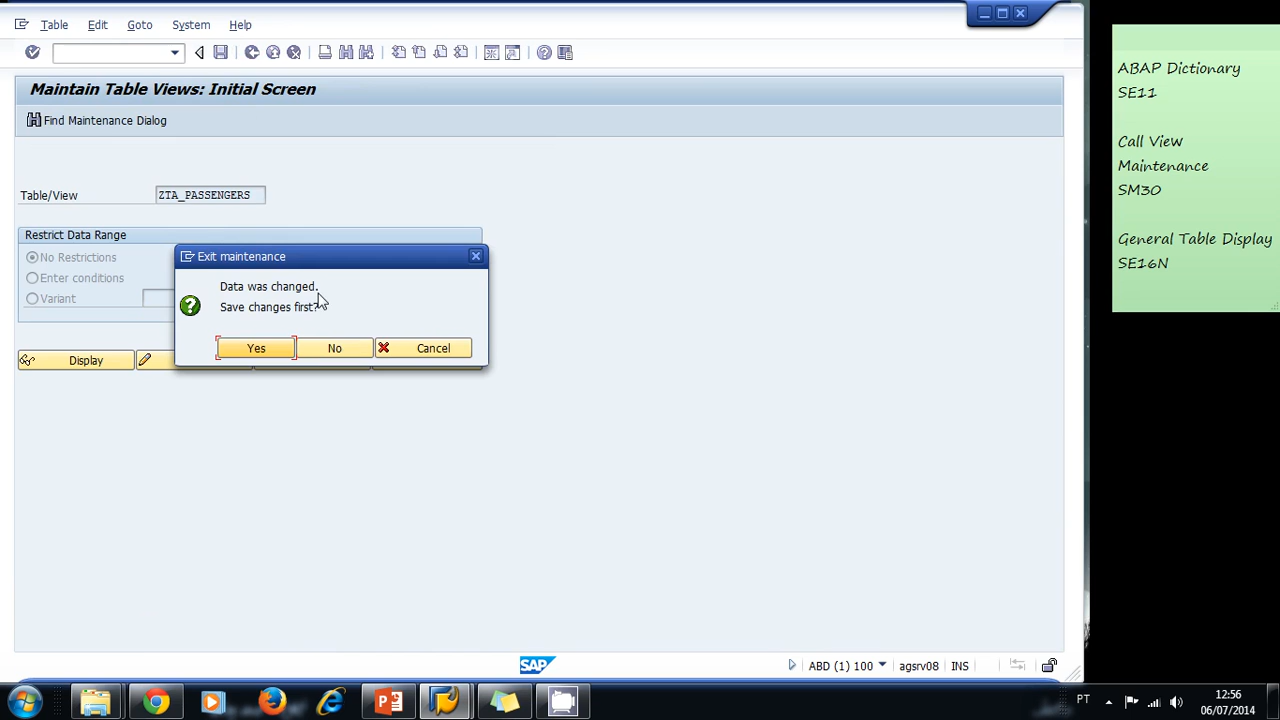 Table Edit Goto System Help
Maintain Table Views: Initial Screen
Find Maintenance Dialog
Table/View ZTA_PASSENGERS
Restrict Data Range
No Restrictions
Enter conditions
Variant
Exit maintenance
Data was changed.
Save changes first?
Yes No Cancel
Display
SAP
ABD (1) 100 agsrv08 INS
ABAP Dictionary
SE11
Call View
Maintenance
SM30
General Table Display
SE16N
PT
12:56
06/07/2014